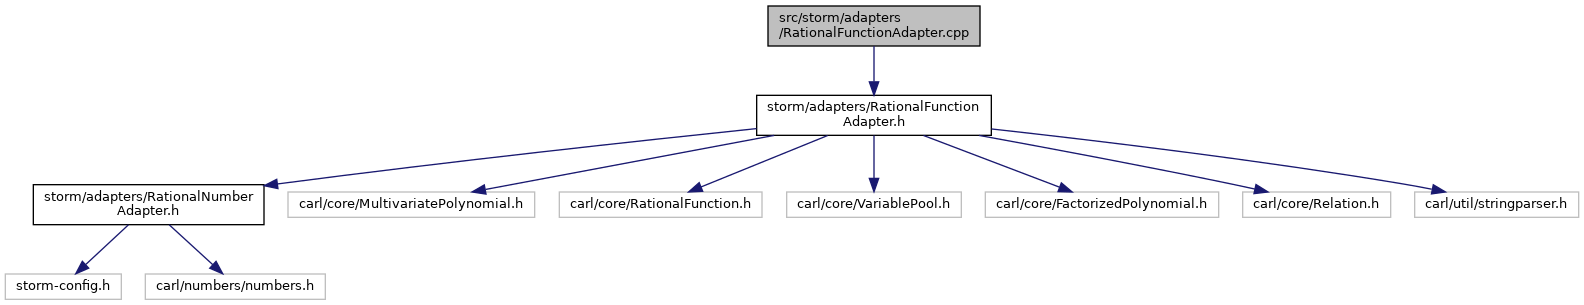 src/storm/adapters
/RationalFunctionAdapter.cpp
storm/adapters/RationalFunction
Adapter.h
storm/adapters/RationalNumber
Adapter.h
carl/core/MultivariatePolynomial.h
carl/core/RationalFunction.h
carl/core/VariablePool.h
carl/core/FactorizedPolynomial.h
carl/core/Relation.h
carl/util/stringparser.h
storm-config.h
carl/numbers/numbers.h